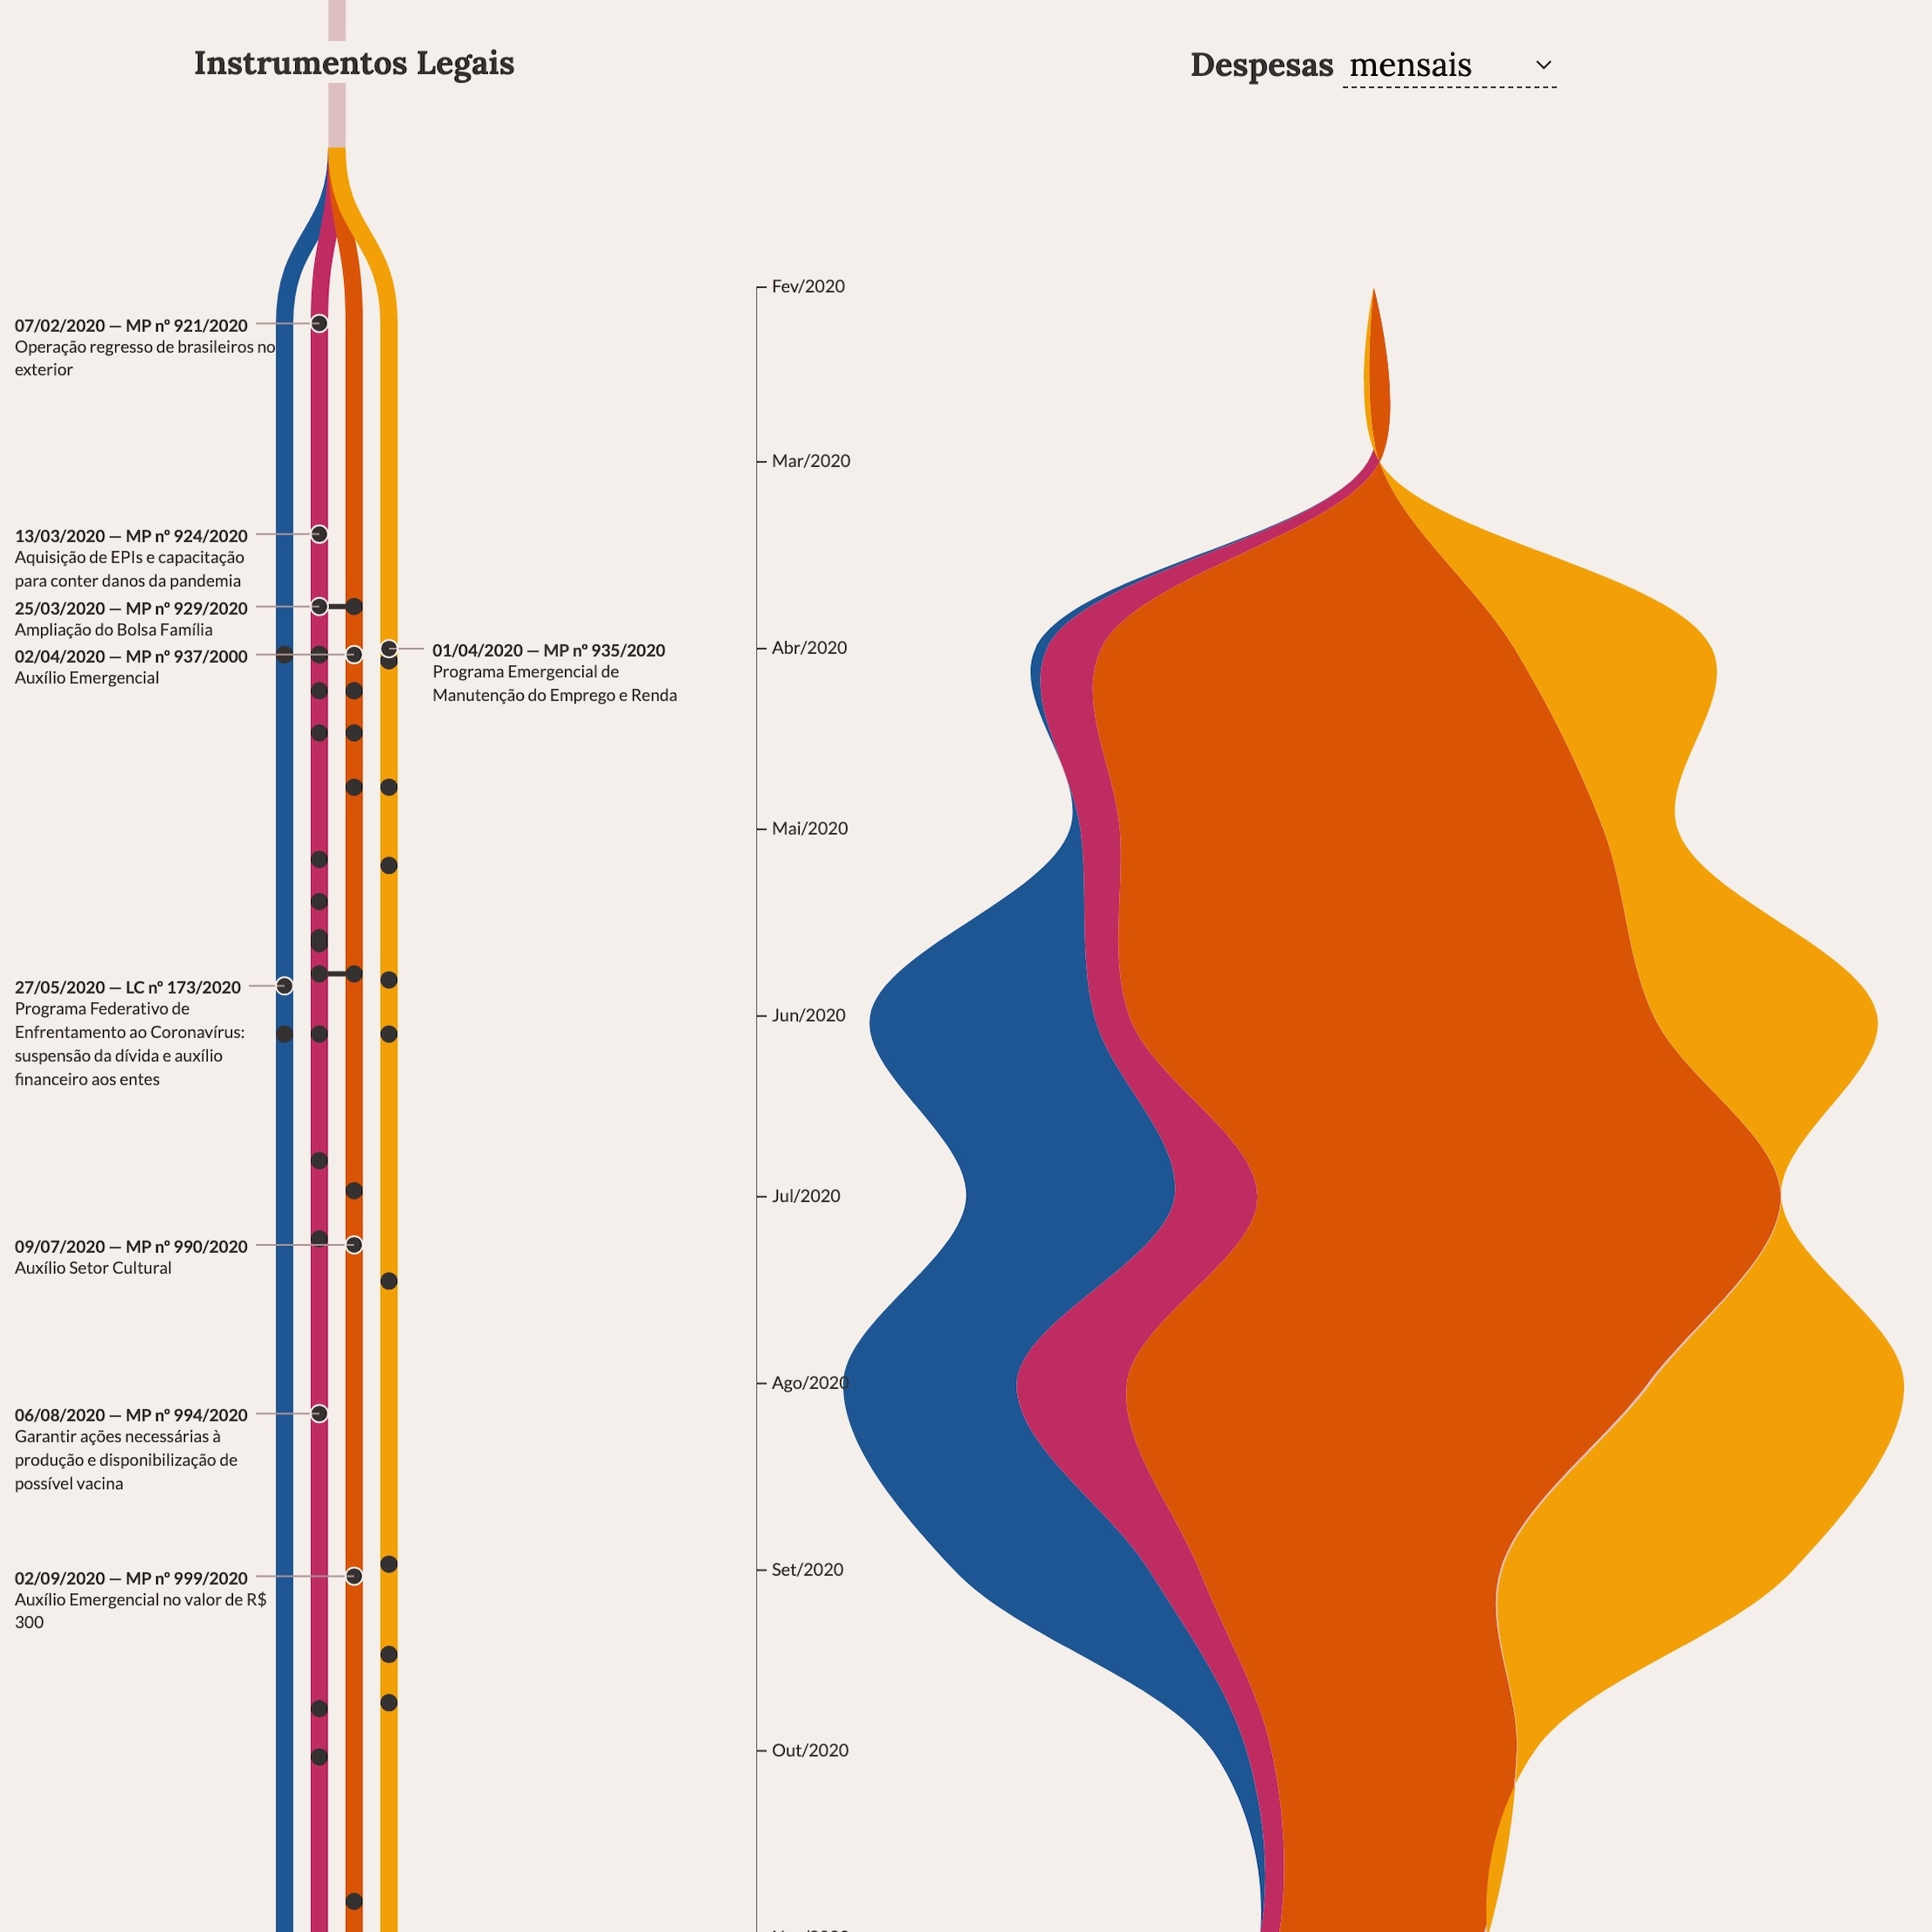 Instrumentos Legais
Despesas mensais
07/02/2020 — MP nº 921/2020
Operação regresso de brasileiros no
exterior
13/03/2020 — MP nº 924/2020
Aquisição de EPIs e capacitação
para conter danos da pandemia
25/03/2020 — MP nº 929/2020
Ampliação do Bolsa Família
02/04/2020 — MP nº 937/2000
Auxílio Emergencial
01/04/2020 — MP nº 935/2020
Programa Emergencial de
Manutenção do Emprego e Renda
27/05/2020 — LC nº 173/2020
Programa Federativo de
Enfrentamento ao Coronavírus:
suspensão da dívida e auxílio
financeiro aos entes
09/07/2020 — MP nº 990/2020
Auxílio Setor Cultural
06/08/2020 — MP nº 994/2020
Garantir ações necessárias à
produção e disponibilização de
possível vacina
02/09/2020 — MP nº 999/2020
Auxílio Emergencial no valor de R$
300
Fev/2020
Mar/2020
Abr/2020
Mai/2020
Jun/2020
Jul/2020
Ago/2020
Set/2020
Out/2020